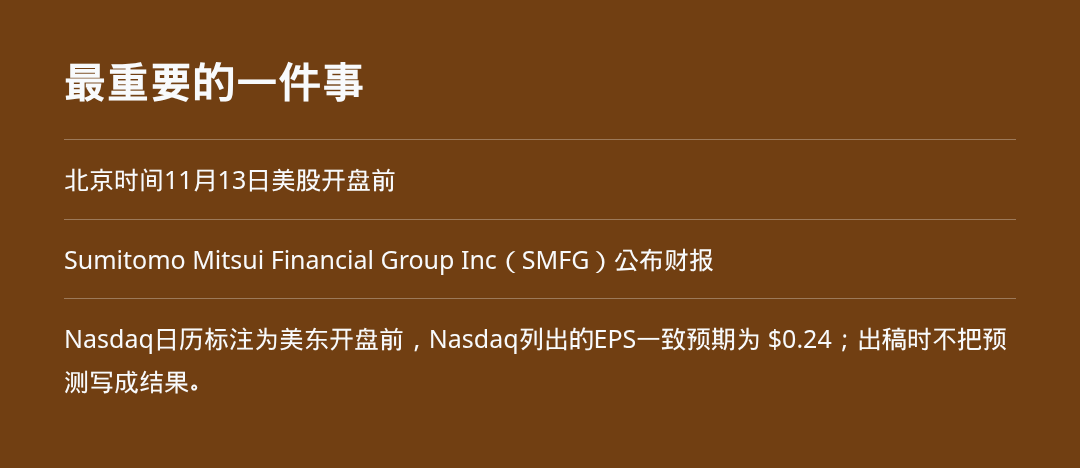 最重要的一件事
北京时间11月13日美股开盘前
Sumitomo Mitsui Financial Group Inc（SMFG）公布财报
Nasdaq日历标注为美东开盘前，Nasdaq列出的EPS一致预期为 $0.24；出稿时不把预
测写成结果。